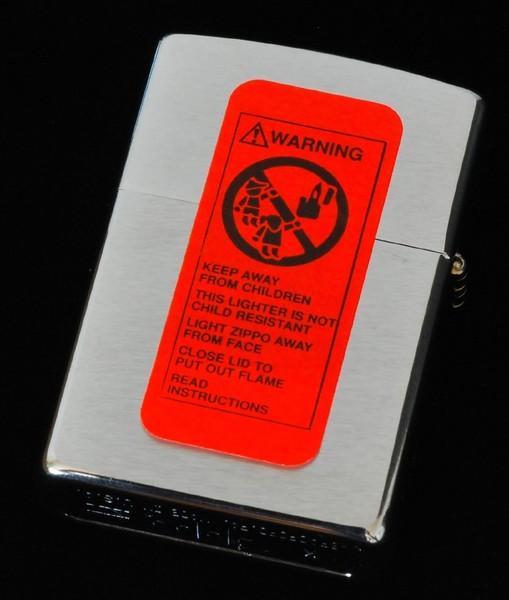 WARNING
KEEP AWAY
FROM CHILDREN
THIS LIGHTER IS NOT
CHILD RESISTANT
LIGHT ZIPPO AWAY
FROM FACE
CLOSE LID TO
PUT OUT FLAME
READ
INSTRUCTIONS